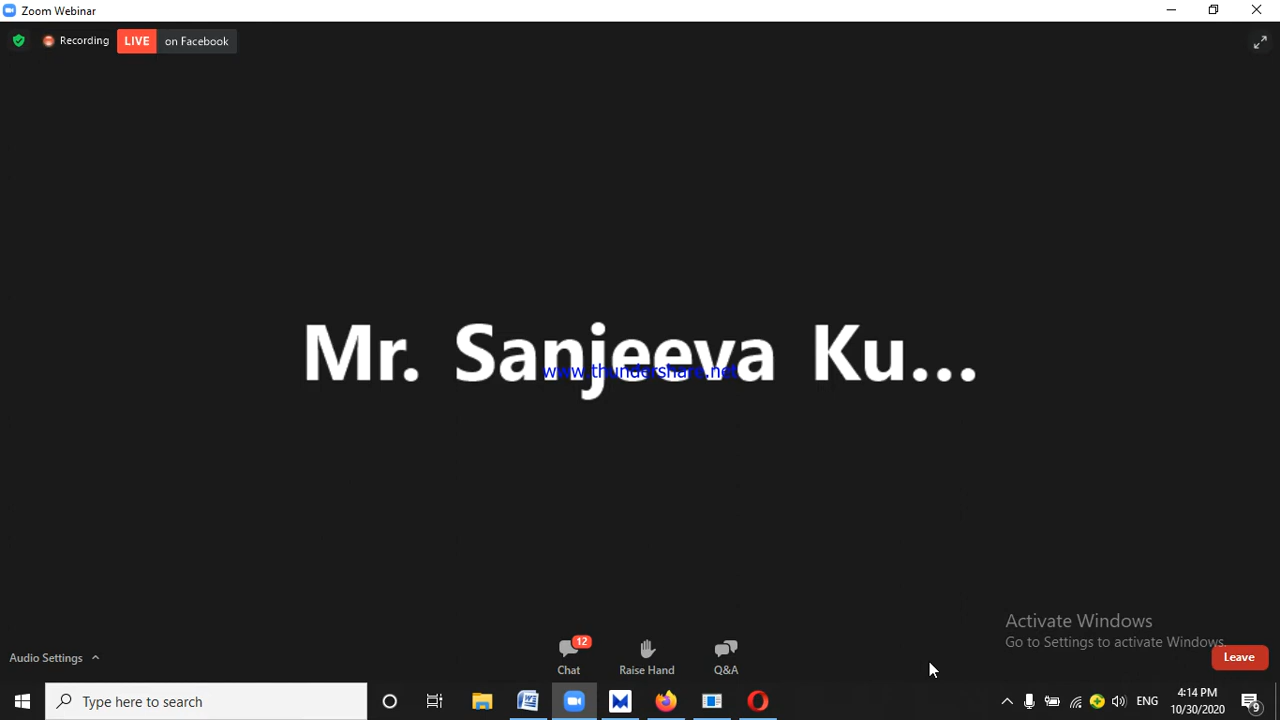 Zoom Webinar
Recording LIVE on Facebook
Mr. Sanjeeva Ku...
www.thundershare.net
Activate Windows
Go to Settings to activate Windows.
Audio Settings
12
Chat
Raise Hand
Q&A
Leave
Type here to search
ENG
4:14 PM
10/30/2020
9